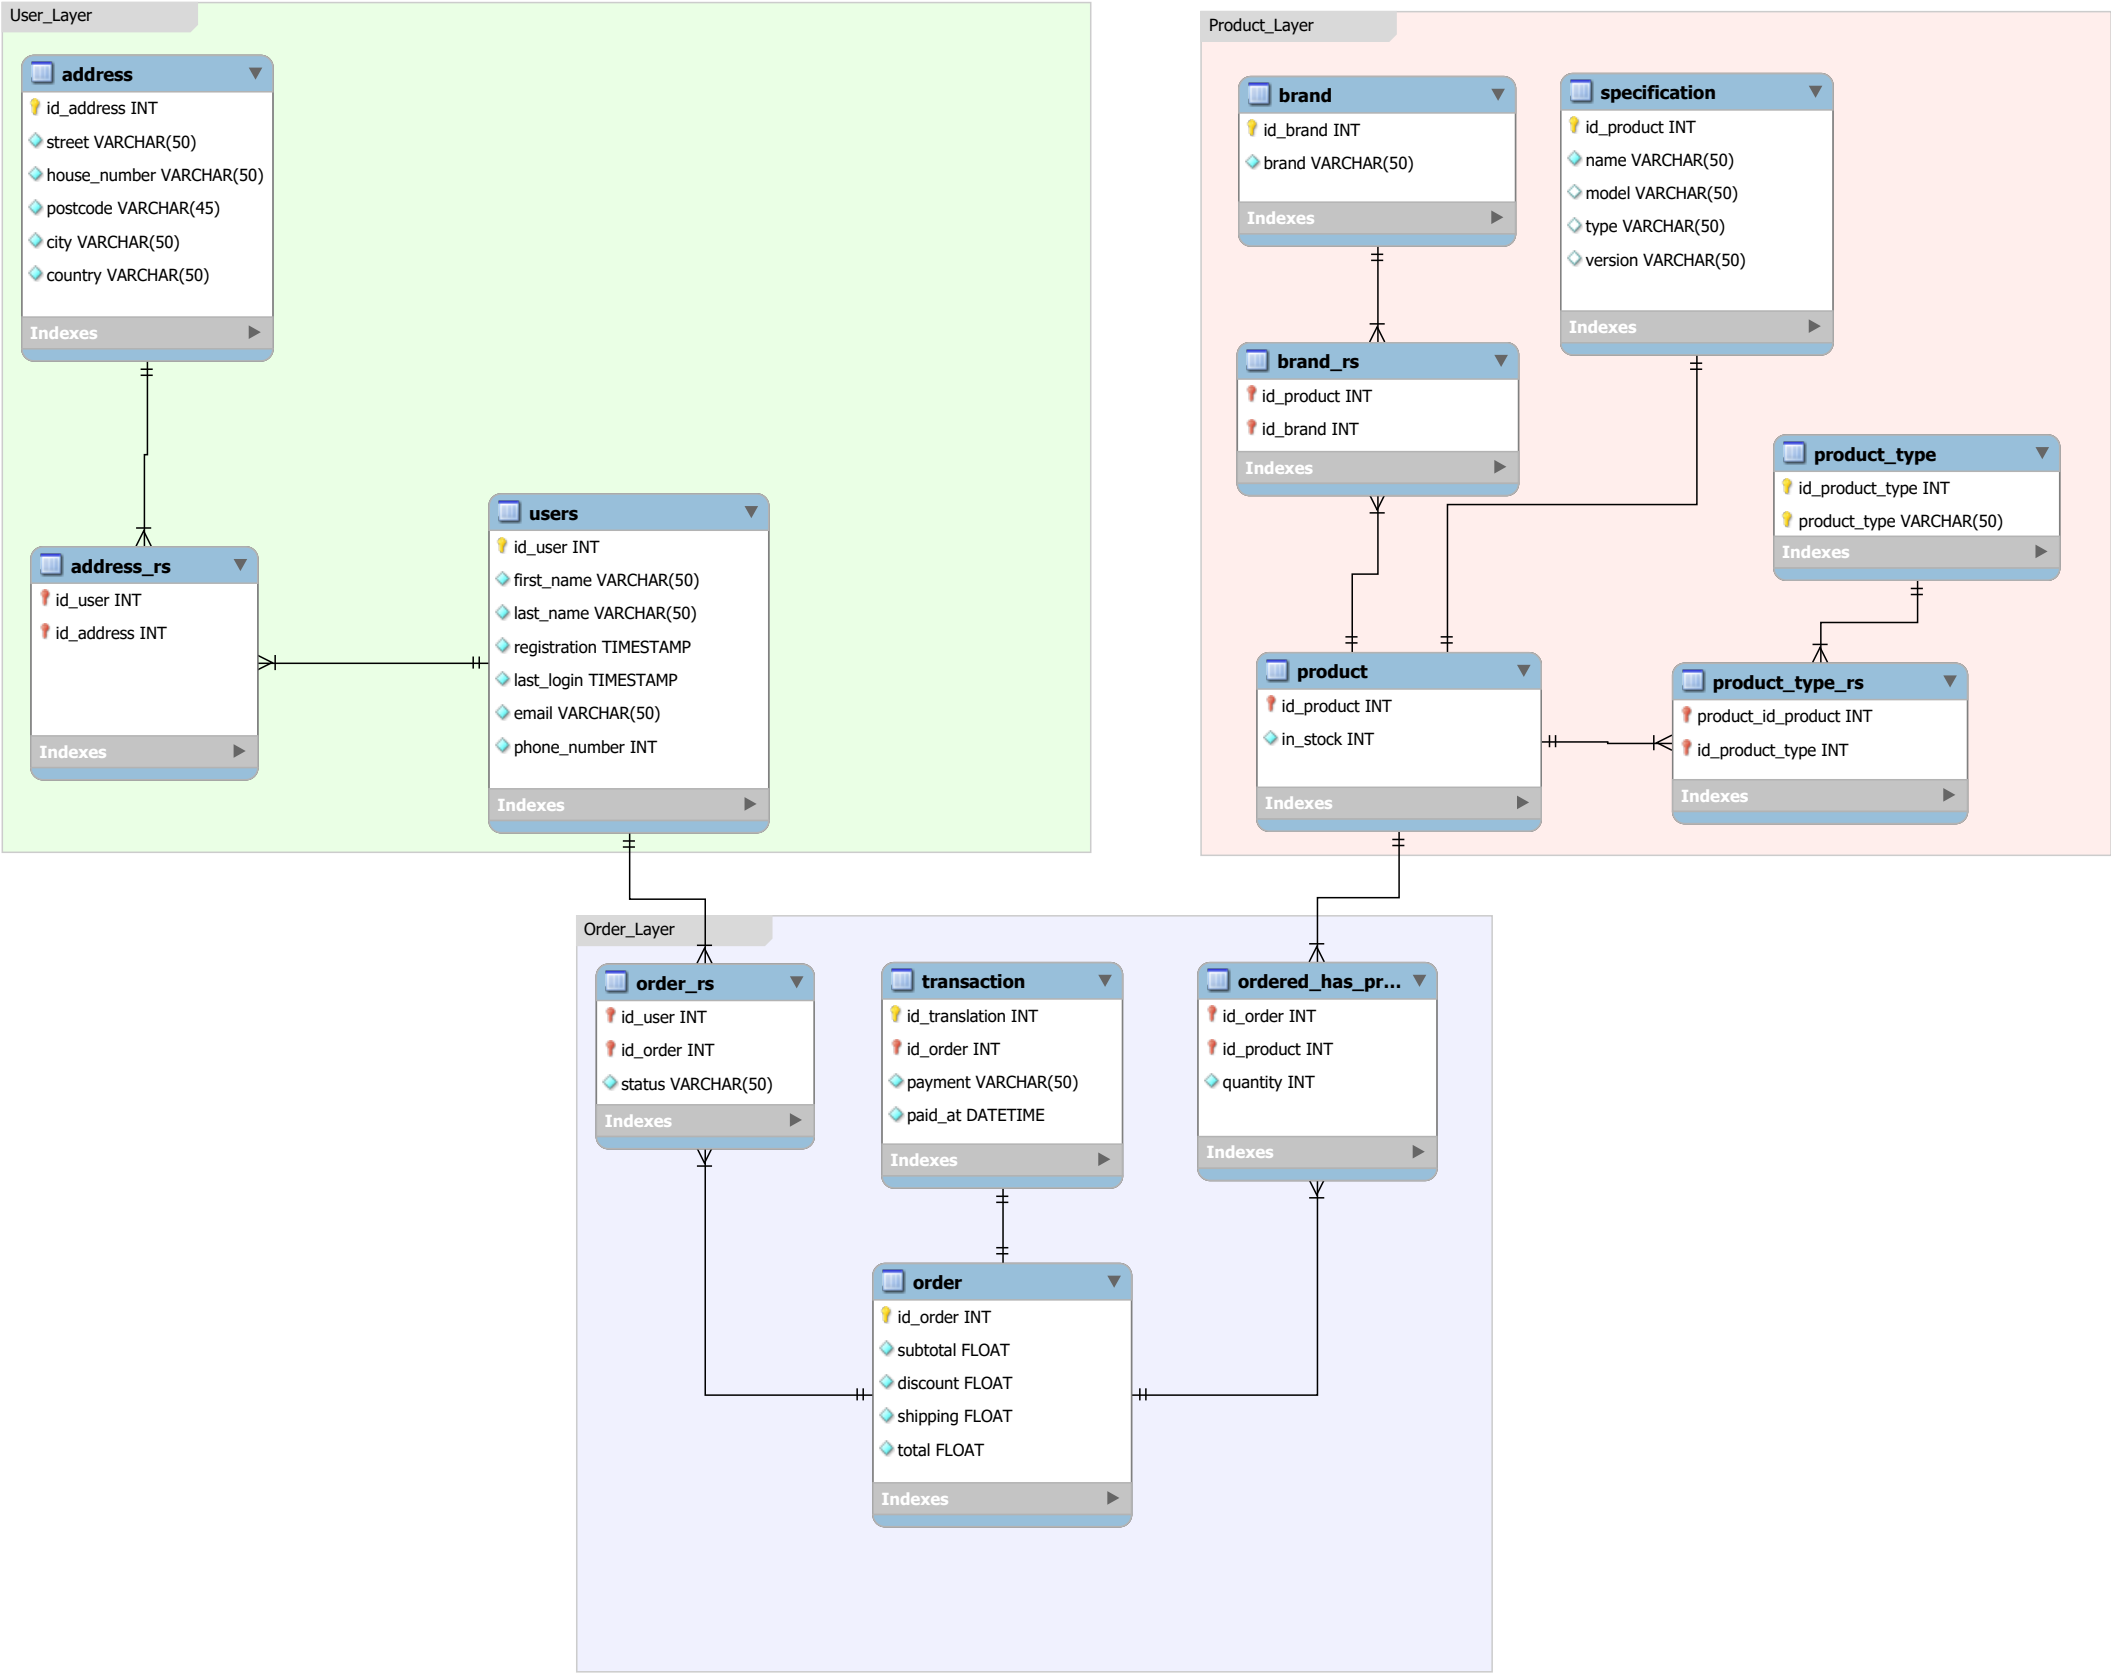 User_Layer
address
id_address INT
street VARCHAR(50)
house_number VARCHAR(50)
postcode VARCHAR(45)
city VARCHAR(50)
country VARCHAR(50)
Indexes
address_rs
id_user INT
id_address INT
Indexes
users
id_user INT
first_name VARCHAR(50)
last_name VARCHAR(50)
registration TIMESTAMP
last_login TIMESTAMP
email VARCHAR(50)
phone_number INT
Indexes
Product_Layer
brand
id_brand INT
brand VARCHAR(50)
Indexes
specification
id_product INT
name VARCHAR(50)
model VARCHAR(50)
type VARCHAR(50)
version VARCHAR(50)
Indexes
brand_rs
id_product INT
id_brand INT
Indexes
product_type
id_product_type INT
product_type VARCHAR(50)
Indexes
product
id_product INT
in_stock INT
Indexes
product_type_rs
product_id_product INT
id_product_type INT
Indexes
Order_Layer
order_rs
id_user INT
id_order INT
status VARCHAR(50)
Indexes
transaction
id_translation INT
id_order INT
payment VARCHAR(50)
paid_at DATETIME
Indexes
ordered_has_pr...
id_order INT
id_product INT
quantity INT
Indexes
order
id_order INT
subtotal FLOAT
discount FLOAT
shipping FLOAT
total FLOAT
Indexes